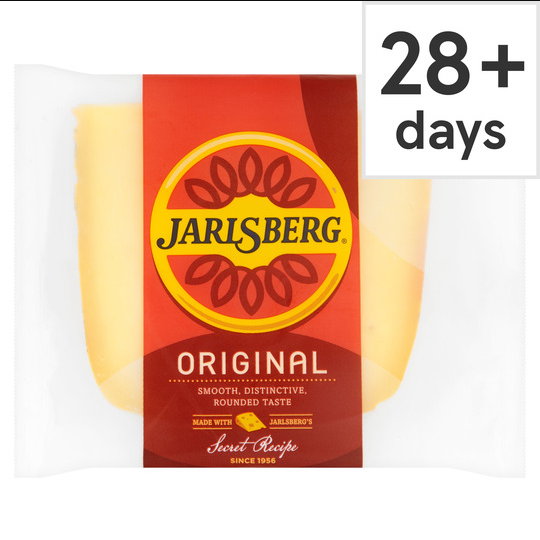 28+
days
JARLSBERG®
ORIGINAL
SMOOTH, DISTINCTIVE,
ROUNDED TASTE
MADE WITH JARLSBERG'S
Secret Recipe
SINCE 1956